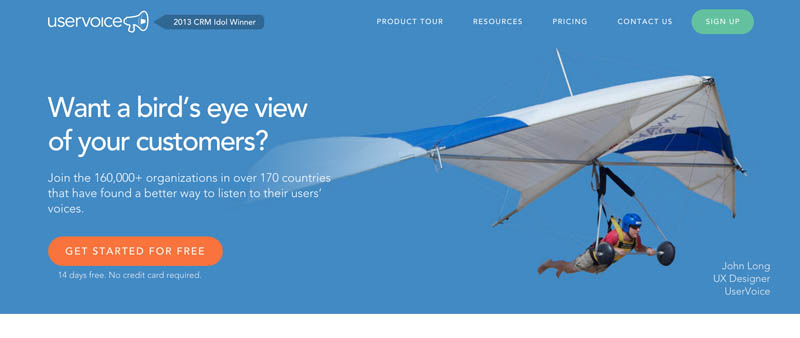 uservoice
2013 CRM Idol Winner
PRODUCT TOUR
RESOURCES
PRICING
CONTACT US
SIGN UP
Want a bird's eye view
of your customers?
Join the 160,000+ organizations in over 170 countries
that have found a better way to listen to their users'
voices.
GET STARTED FOR FREE
14 days free. No credit card required.
John Long
UX Designer
UserVoice